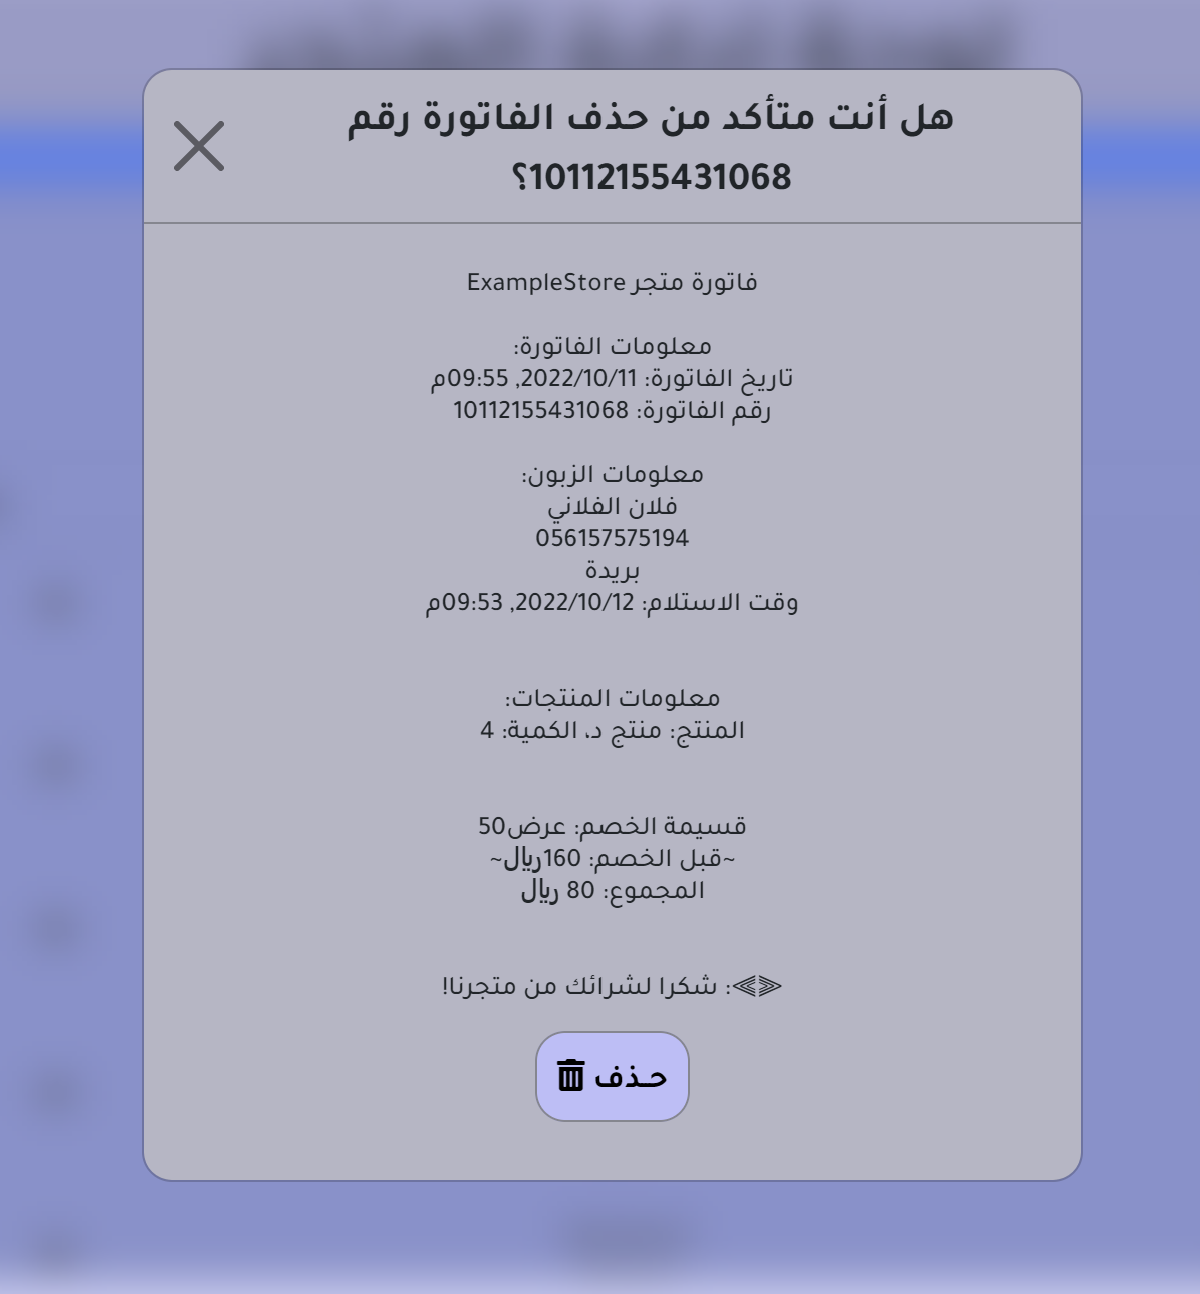 هل أنت متأكد من حذف الفاتورة رقم
10112155431068؟
فاتورة متجر ExampleStore
معلومات الفاتورة:
تاريخ الفاتورة: 2022/10/11, 09:55م
رقم الفاتورة: 10112155431068
معلومات الزبون:
فلان الفلاني
056157575194
بريدة
وقت الاستلام: 2022/10/12, 09:53م
معلومات المنتجات:
المنتج: منتج د، الكمية: 4
قسيمة الخصم: عرض50
~قبل الخصم: 160ريال~
المجموع: 80 ريال
⫸⫷: شكرا لشرائك من متجرنا!
حـذف